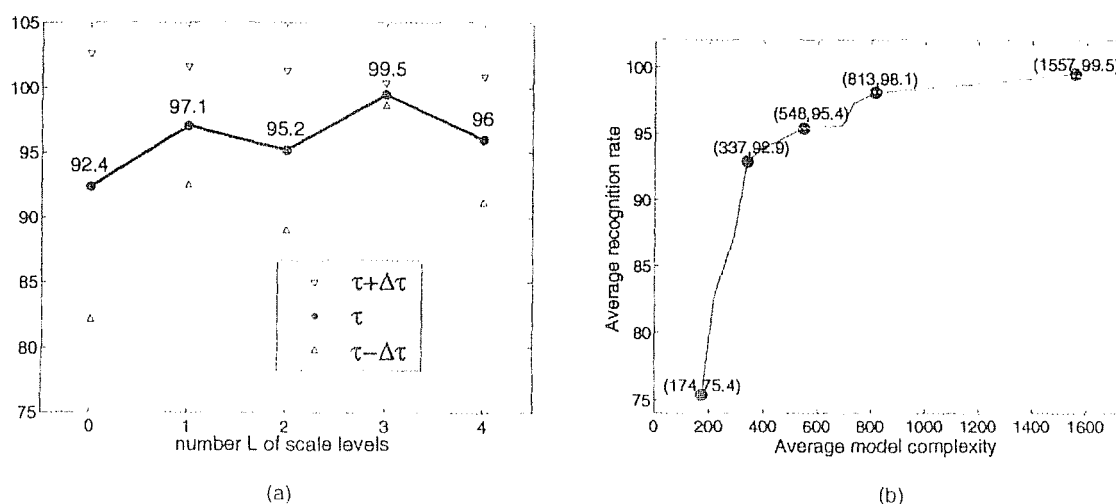 105
100
95
90
85
80
75
92.4
97.1
95.2
99.5
96
τ+Δτ
τ
τ−Δτ
0 1 2 3 4
number L of scale levels
(a)
Average recognition rate
100
95
90
85
80
75
(1557,99.5)
(813,98.1)
(548,95.4)
(337,92.9)
(174,75.4)
0 200 400 600 800 1000 1200 1400 1600
Average model complexity
(b)